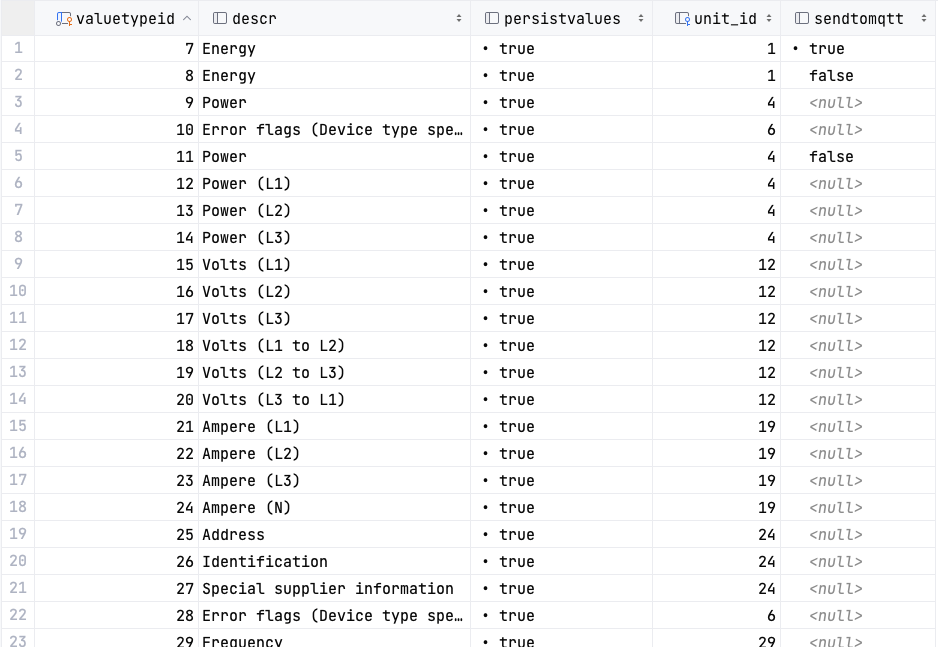 valuetypeid descr persistvalues unit_id sendtomqtt
1 7 Energy • true 1 • true
2 8 Energy • true 1 false
3 9 Power • true 4 <null>
4 10 Error flags (Device type spe… • true 6 <null>
5 11 Power • true 4 false
6 12 Power (L1) • true 4 <null>
7 13 Power (L2) • true 4 <null>
8 14 Power (L3) • true 4 <null>
9 15 Volts (L1) • true 12 <null>
10 16 Volts (L2) • true 12 <null>
11 17 Volts (L3) • true 12 <null>
12 18 Volts (L1 to L2) • true 12 <null>
13 19 Volts (L2 to L3) • true 12 <null>
14 20 Volts (L3 to L1) • true 12 <null>
15 21 Ampere (L1) • true 19 <null>
16 22 Ampere (L2) • true 19 <null>
17 23 Ampere (L3) • true 19 <null>
18 24 Ampere (N) • true 19 <null>
19 25 Address • true 24 <null>
20 26 Identification • true 24 <null>
21 27 Special supplier information • true 24 <null>
22 28 Error flags (Device type spe… • true 6 <null>
23 29 Frequency • true 29 <null>